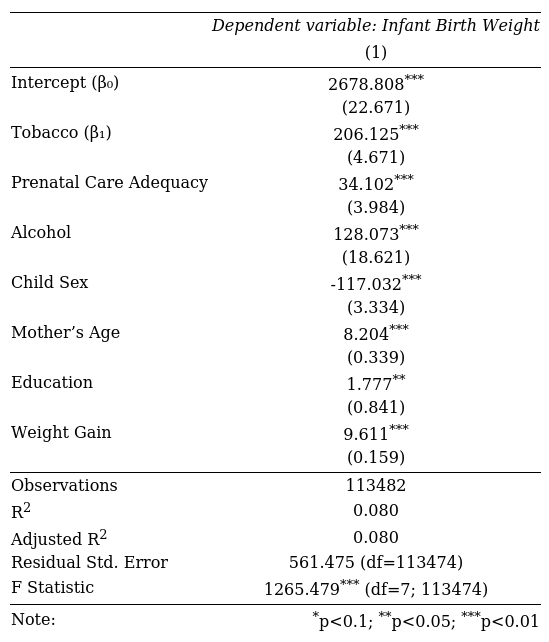 Dependent variable: Infant Birth Weight
(1)
Intercept (β₀) 2678.808***
(22.671)
Tobacco (β₁) 206.125***
(4.671)
Prenatal Care Adequacy 34.102***
(3.984)
Alcohol 128.073***
(18.621)
Child Sex -117.032***
(3.334)
Mother’s Age 8.204***
(0.339)
Education 1.777**
(0.841)
Weight Gain 9.611***
(0.159)
Observations 113482
R2 0.080
Adjusted R2 0.080
Residual Std. Error 561.475 (df=113474)
F Statistic 1265.479*** (df=7; 113474)
Note: *p<0.1; **p<0.05; ***p<0.01